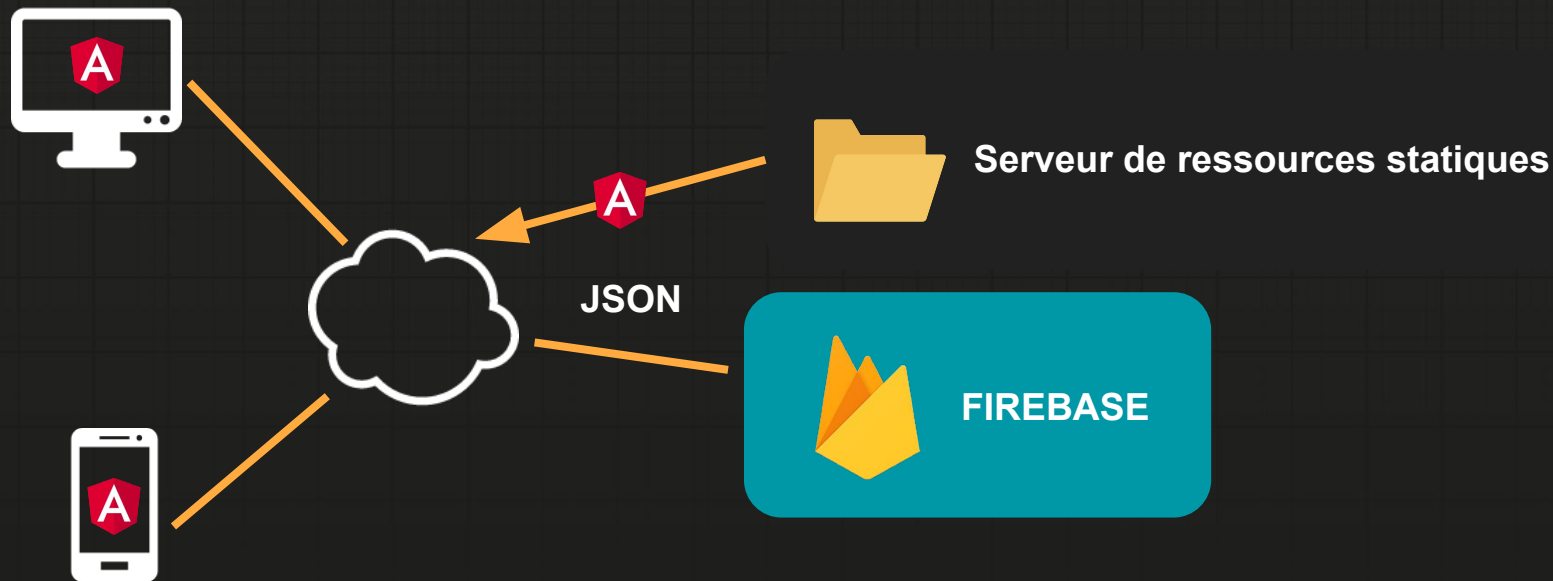 A
Serveur de ressources statiques
A
JSON
FIREBASE
A